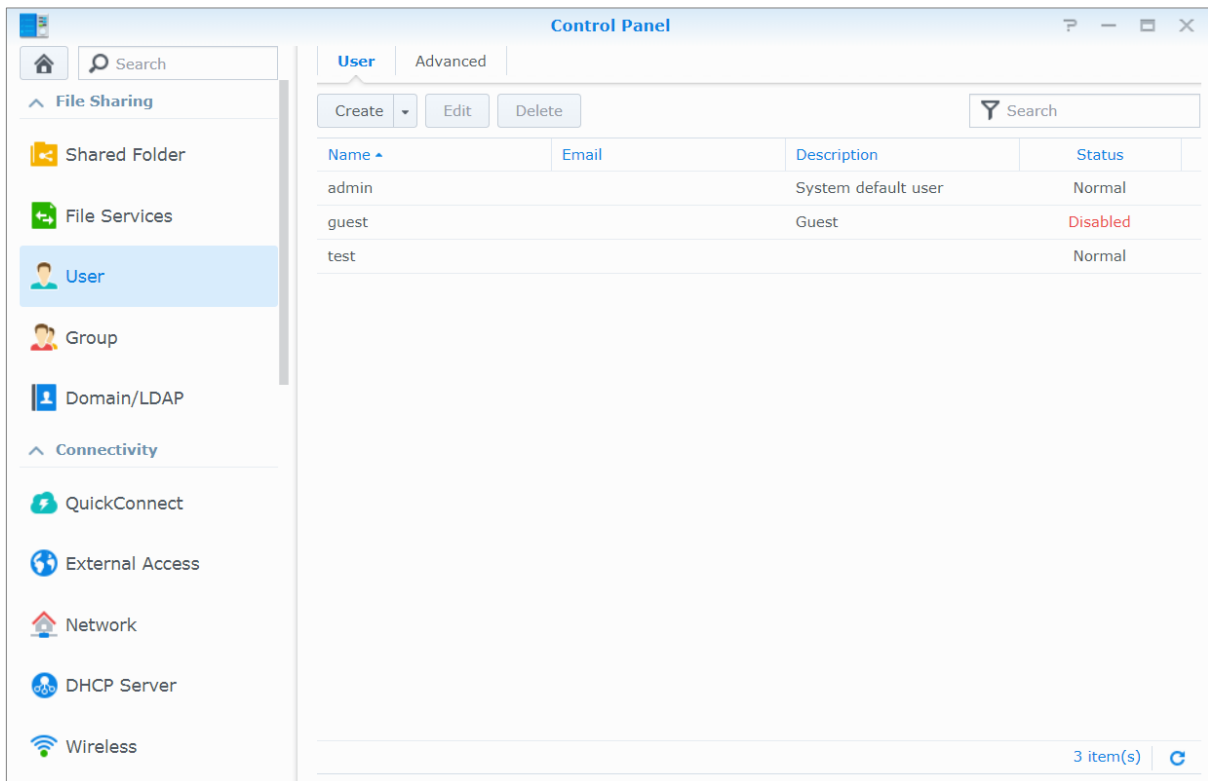 Control Panel
Search
File Sharing
Shared Folder
File Services
User
Group
Domain/LDAP
Connectivity
QuickConnect
External Access
Network
DHCP Server
Wireless
User Advanced
Create Edit Delete Search
Name Email Description Status
admin System default user Normal
guest Guest Disabled
test Normal
3 item(s)